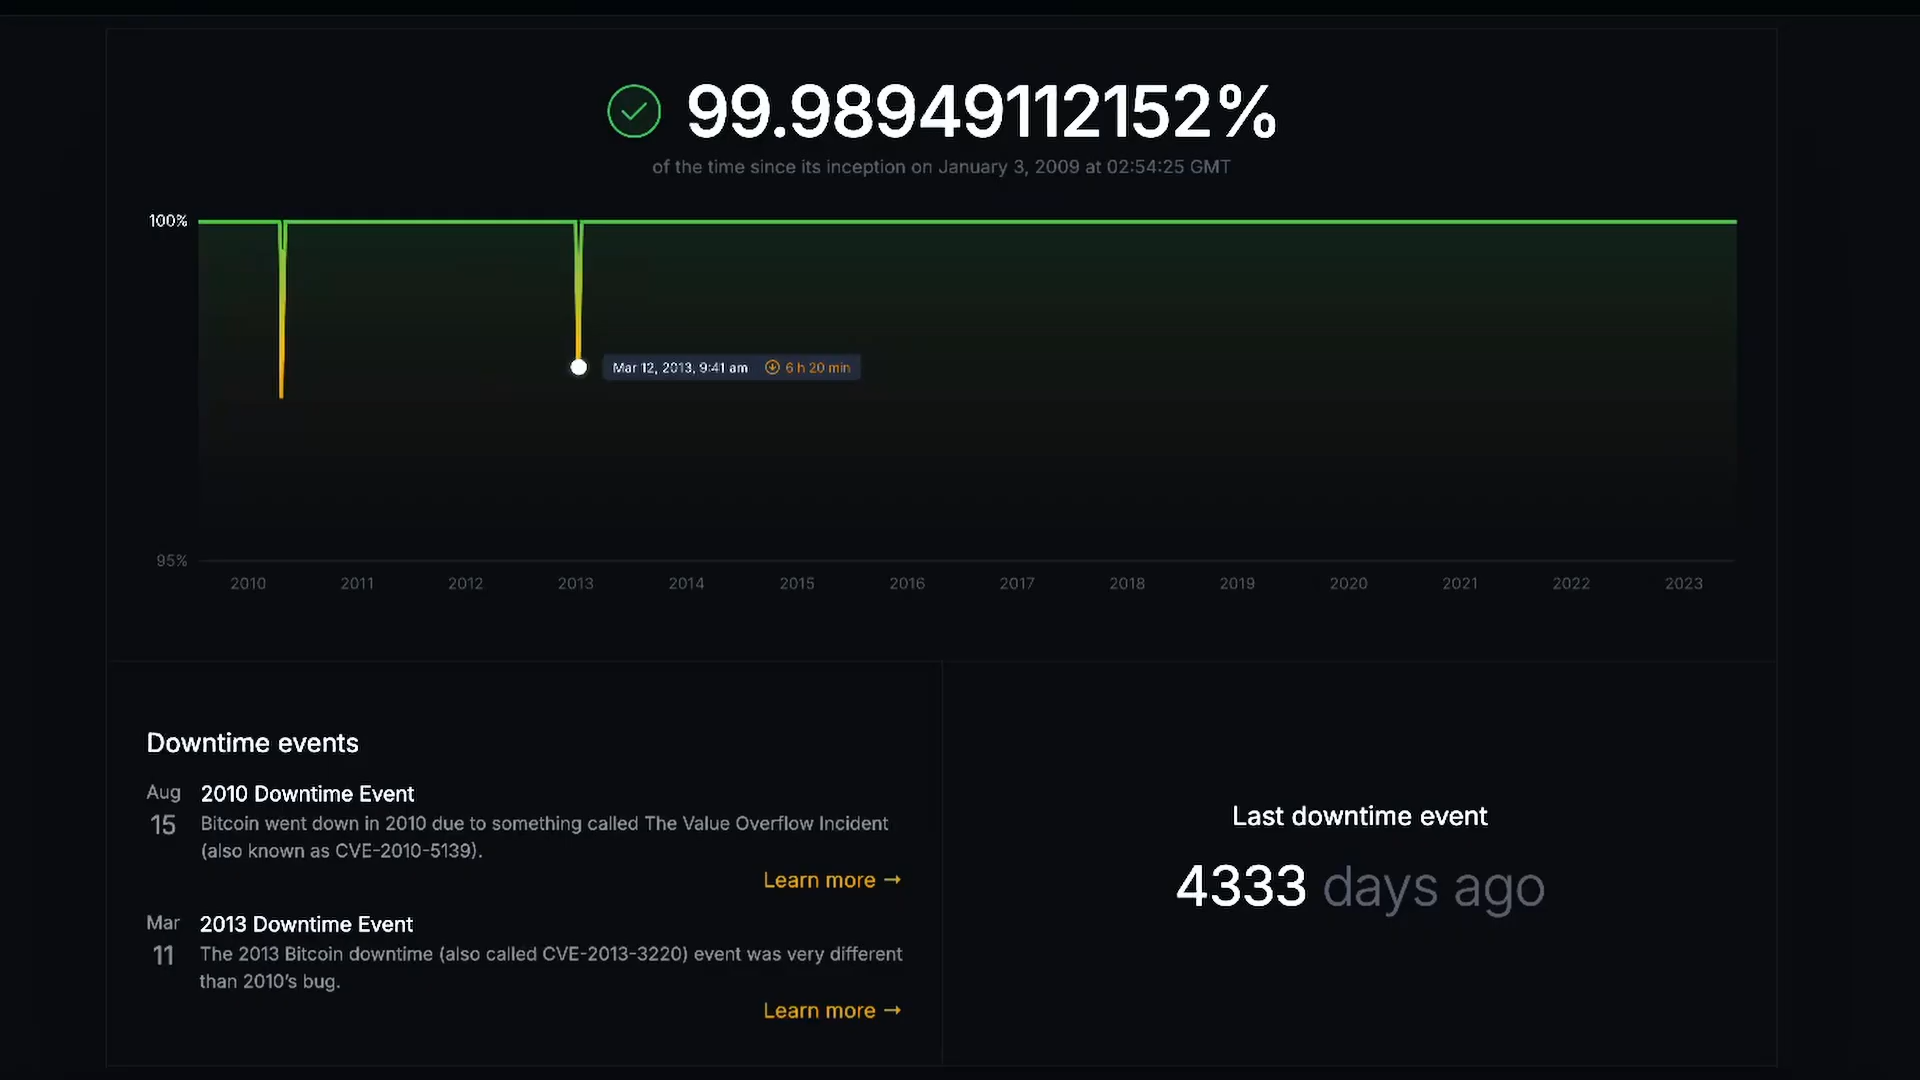 99.98949112152%
of the time since its inception on January 3, 2009 at 02:54:25 GMT
100%
Mar 12, 2013, 9:41 am 6 h 20 min
95%
2010 2011 2012 2013 2014 2015 2016 2017 2018 2019 2020 2021 2022 2023
Downtime events
Aug 15
2010 Downtime Event
Bitcoin went down in 2010 due to something called The Value Overflow Incident
(also known as CVE-2010-5139).
Learn more →
Mar 11
2013 Downtime Event
The 2013 Bitcoin downtime (also called CVE-2013-3220) event was very different
than 2010’s bug.
Learn more →
Last downtime event
4333 days ago